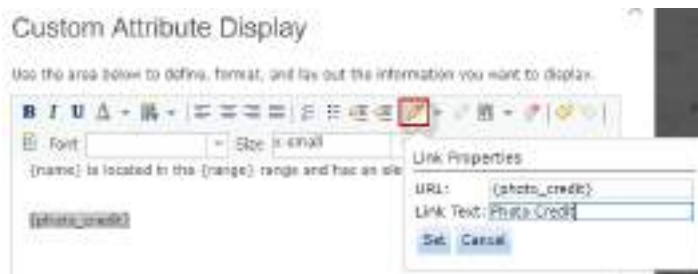 Custom Attribute Display
Use the area below to define, format, and lay out the information you want to display.
B I U A
Font Size x-small
{name} is located in the {range} range and has an ele
{photo_credit}
Link Properties
URL: {photo_credit}
Link Text: Photo Credit
Set Cancel